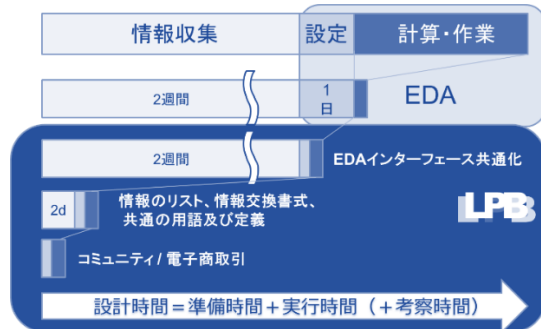 情報収集 設定 計算・作業
2週間 1 EDA
日
2週間 EDAインターフェース共通化
2d 情報のリスト、情報交換書式、
共通の用語及び定義
LPB
コミュニティ/電子商取引
設計時間＝準備時間＋実行時間（＋考察時間）